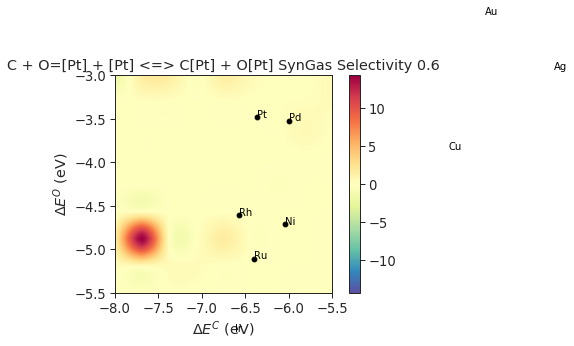 Au
C + O=[Pt] + [Pt] <=> C[Pt] + O[Pt] SynGas Selectivity 0.6
Ag
−3.0
−3.5
−4.0
−4.5
−5.0
−5.5
ΔE^O (eV)
Pt
Pd
Cu
Rh
Ni
Ru
10
5
0
−5
−10
−8.0 −7.5 −7.0 −6.5 −6.0 −5.5
ΔE^C (eV)